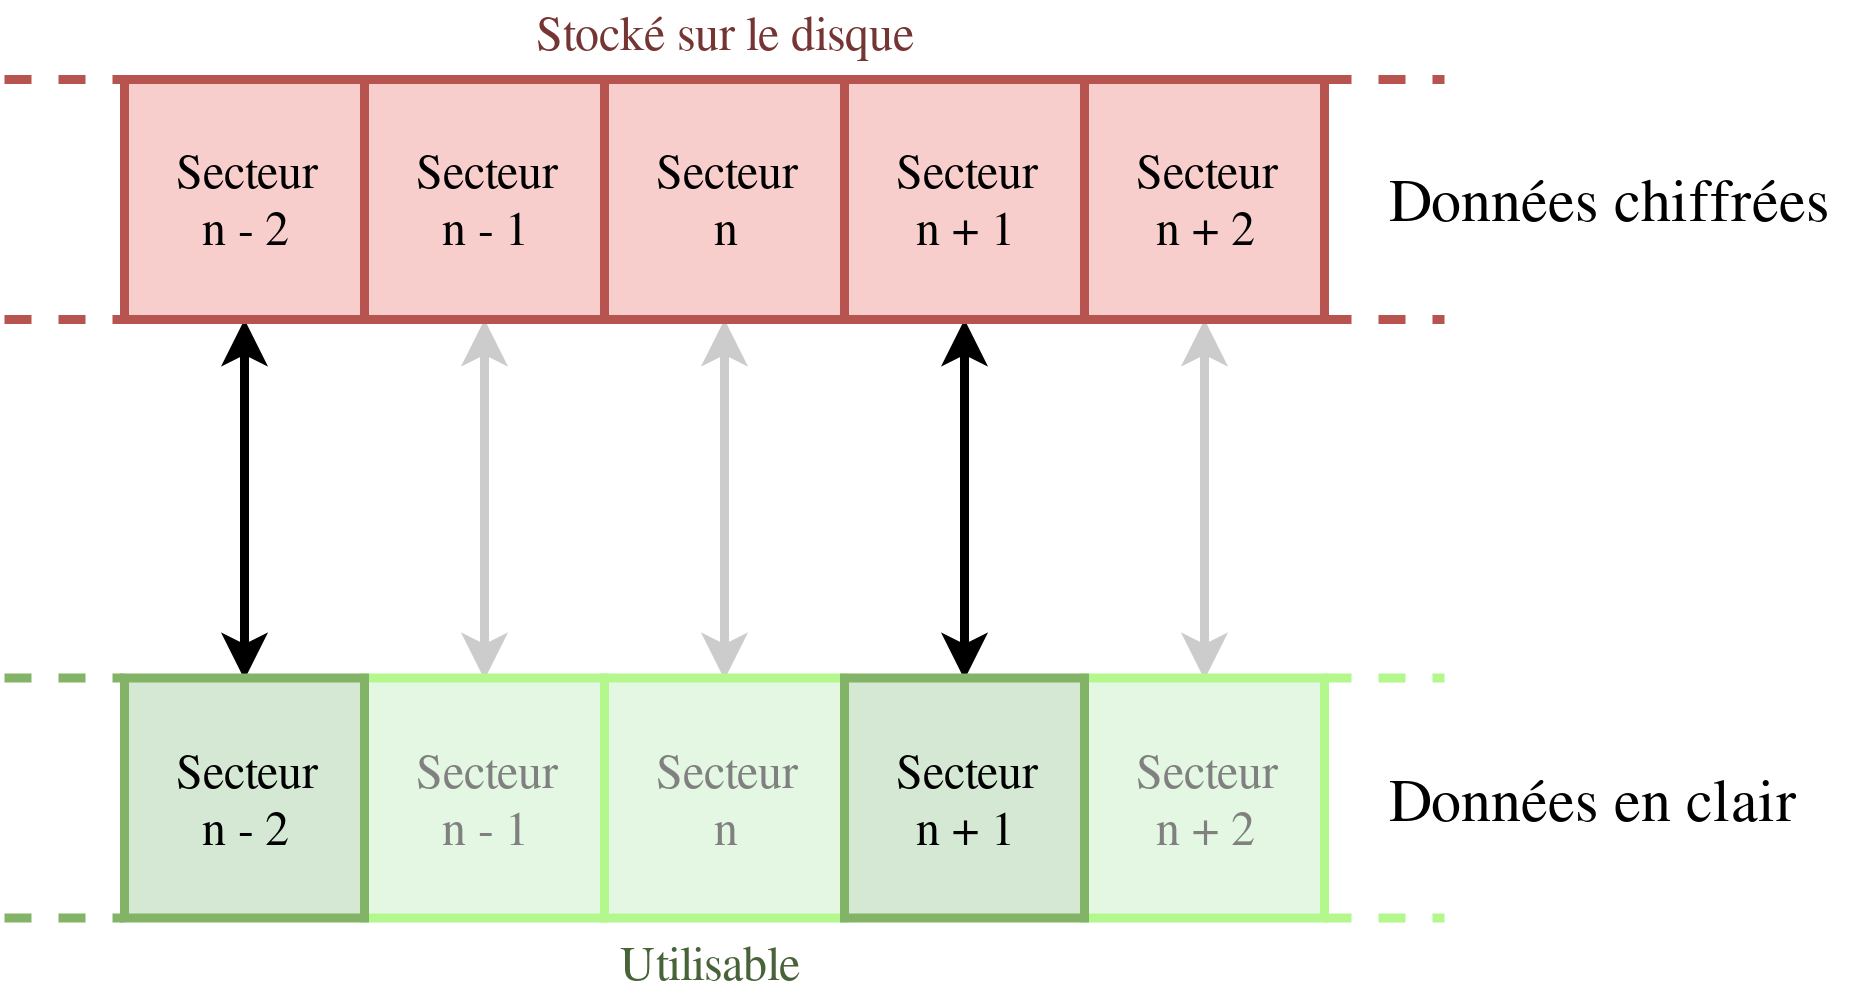 Stocké sur le disque
Secteur
n - 2
Secteur
n - 1
Secteur
n
Secteur
n + 1
Secteur
n + 2
Données chiffrées
Secteur
n - 2
Secteur
n - 1
Secteur
n
Secteur
n + 1
Secteur
n + 2
Données en clair
Utilisable